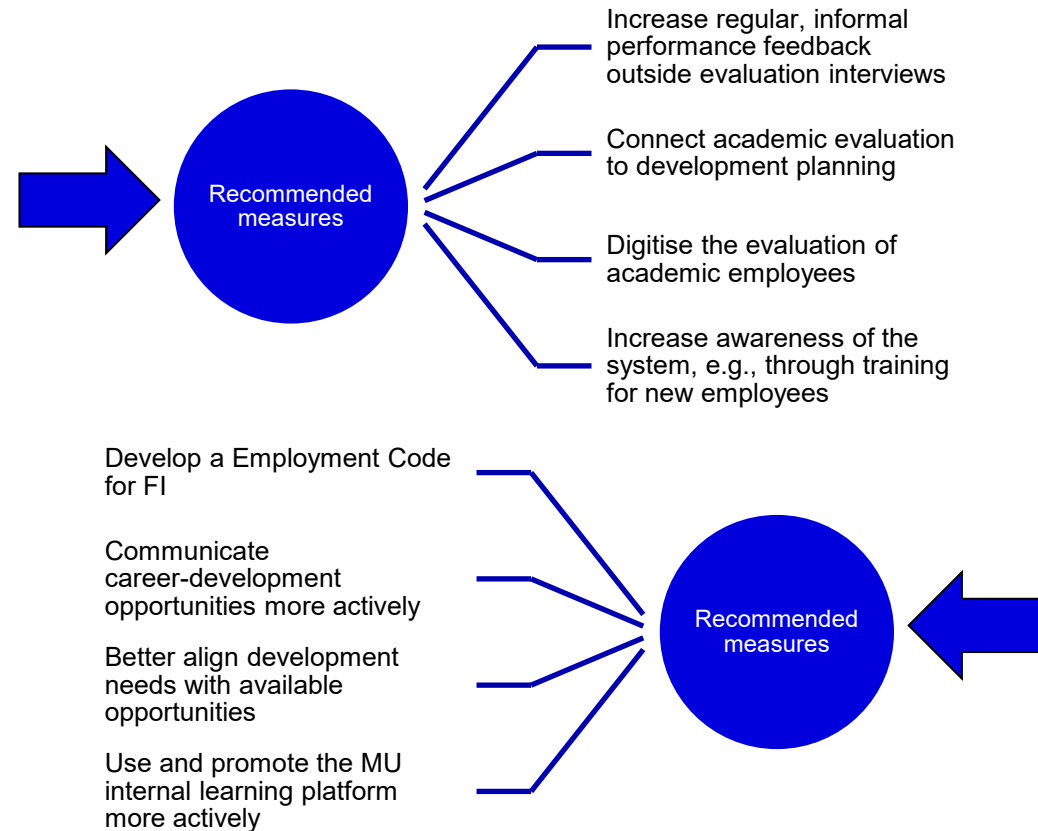 Increase regular, informal
performance feedback
outside evaluation interviews
Connect academic evaluation
to development planning
Recommended
measures
Digitise the evaluation of
academic employees
Increase awareness of the
system, e.g., through training
for new employees
Develop a Employment Code
for FI
Communicate
career-development
opportunities more actively
Recommended
measures
Better align development
needs with available
opportunities
Use and promote the MU
internal learning platform
more actively